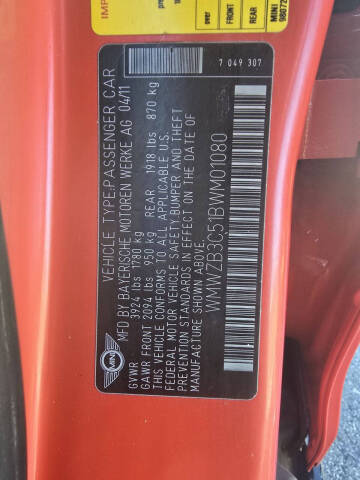 VEHICLE TYPE:PASSENGER CAR
MFD BY BAYERISCHE MOTOREN WERKE AG 04/11
GVWR 3924 lbs 1780 kg
GAWR FRONT 2094 lbs 950 kg REAR 1918 lbs 870 kg
THIS VEHICLE CONFORMS TO ALL APPLICABLE U.S.
FEDERAL MOTOR VEHICLE SAFETY,BUMPER AND THEFT
PREVENTION STANDARDS IN EFFECT ON THE DATE OF
MANUFACTURE SHOWN ABOVE.
WMWZB3C51BWM01080
7 049 307
MINI
over
FRONT
REAR
MINI